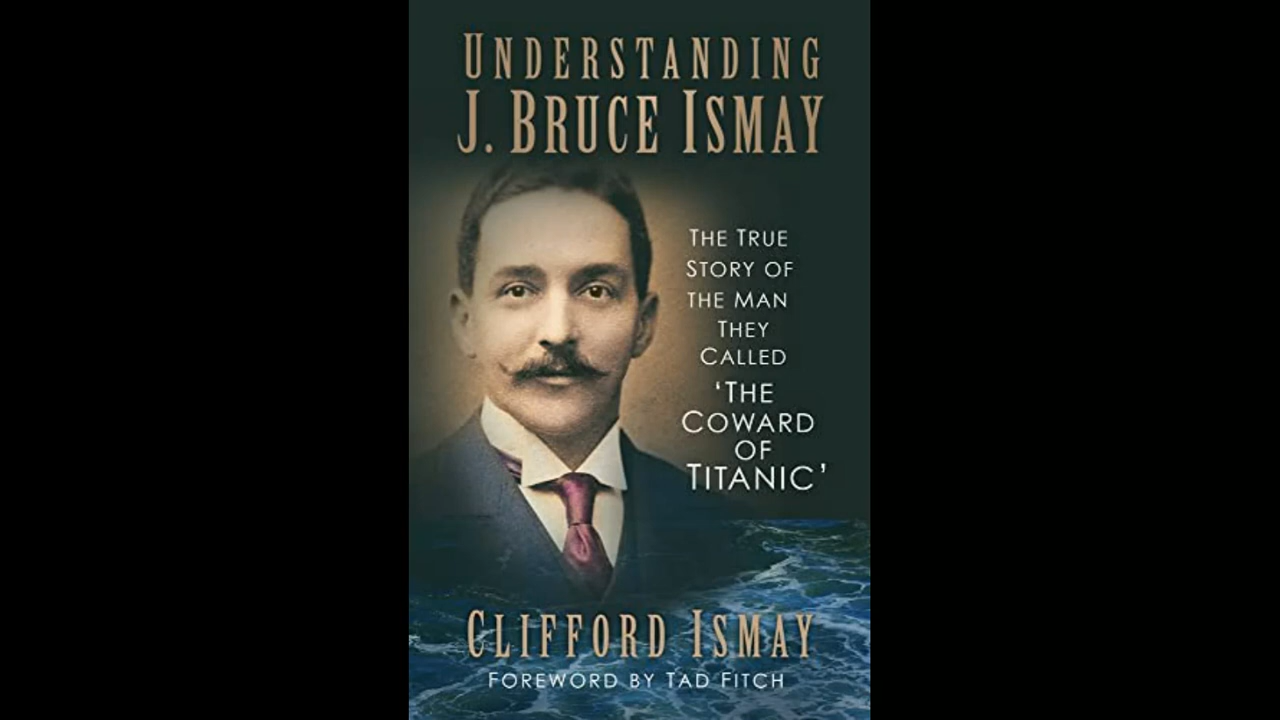 UNDERSTANDING
J. BRUCE ISMAY
THE TRUE
STORY OF
THE MAN
THEY
CALLED
‘THE
COWARD
OF
TITANIC’
CLIFFORD ISMAY
FOREWORD BY TAD FITCH